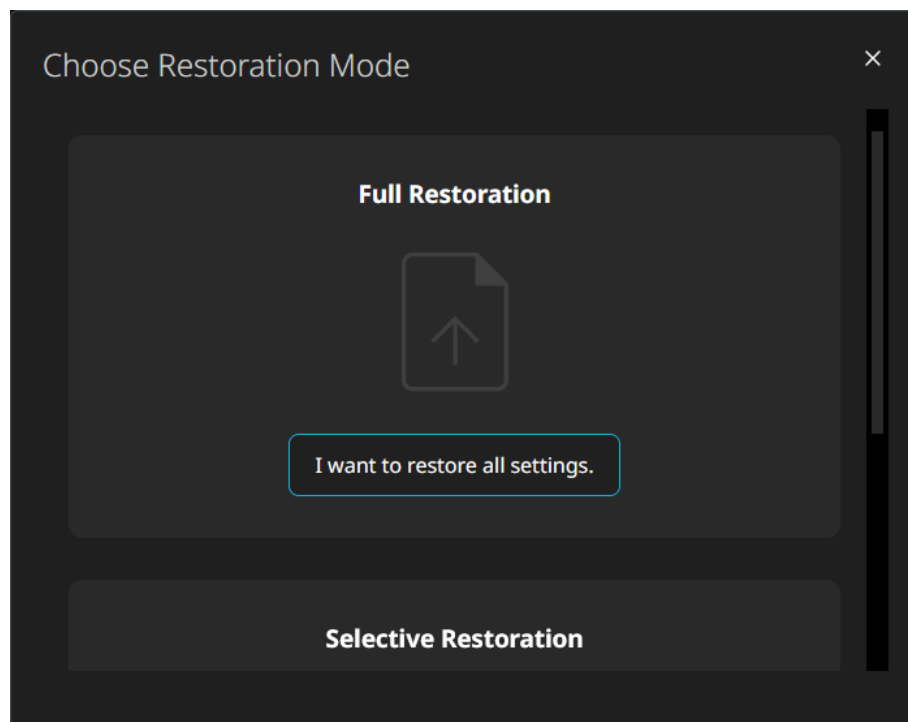 Choose Restoration Mode
Full Restoration
I want to restore all settings.
Selective Restoration